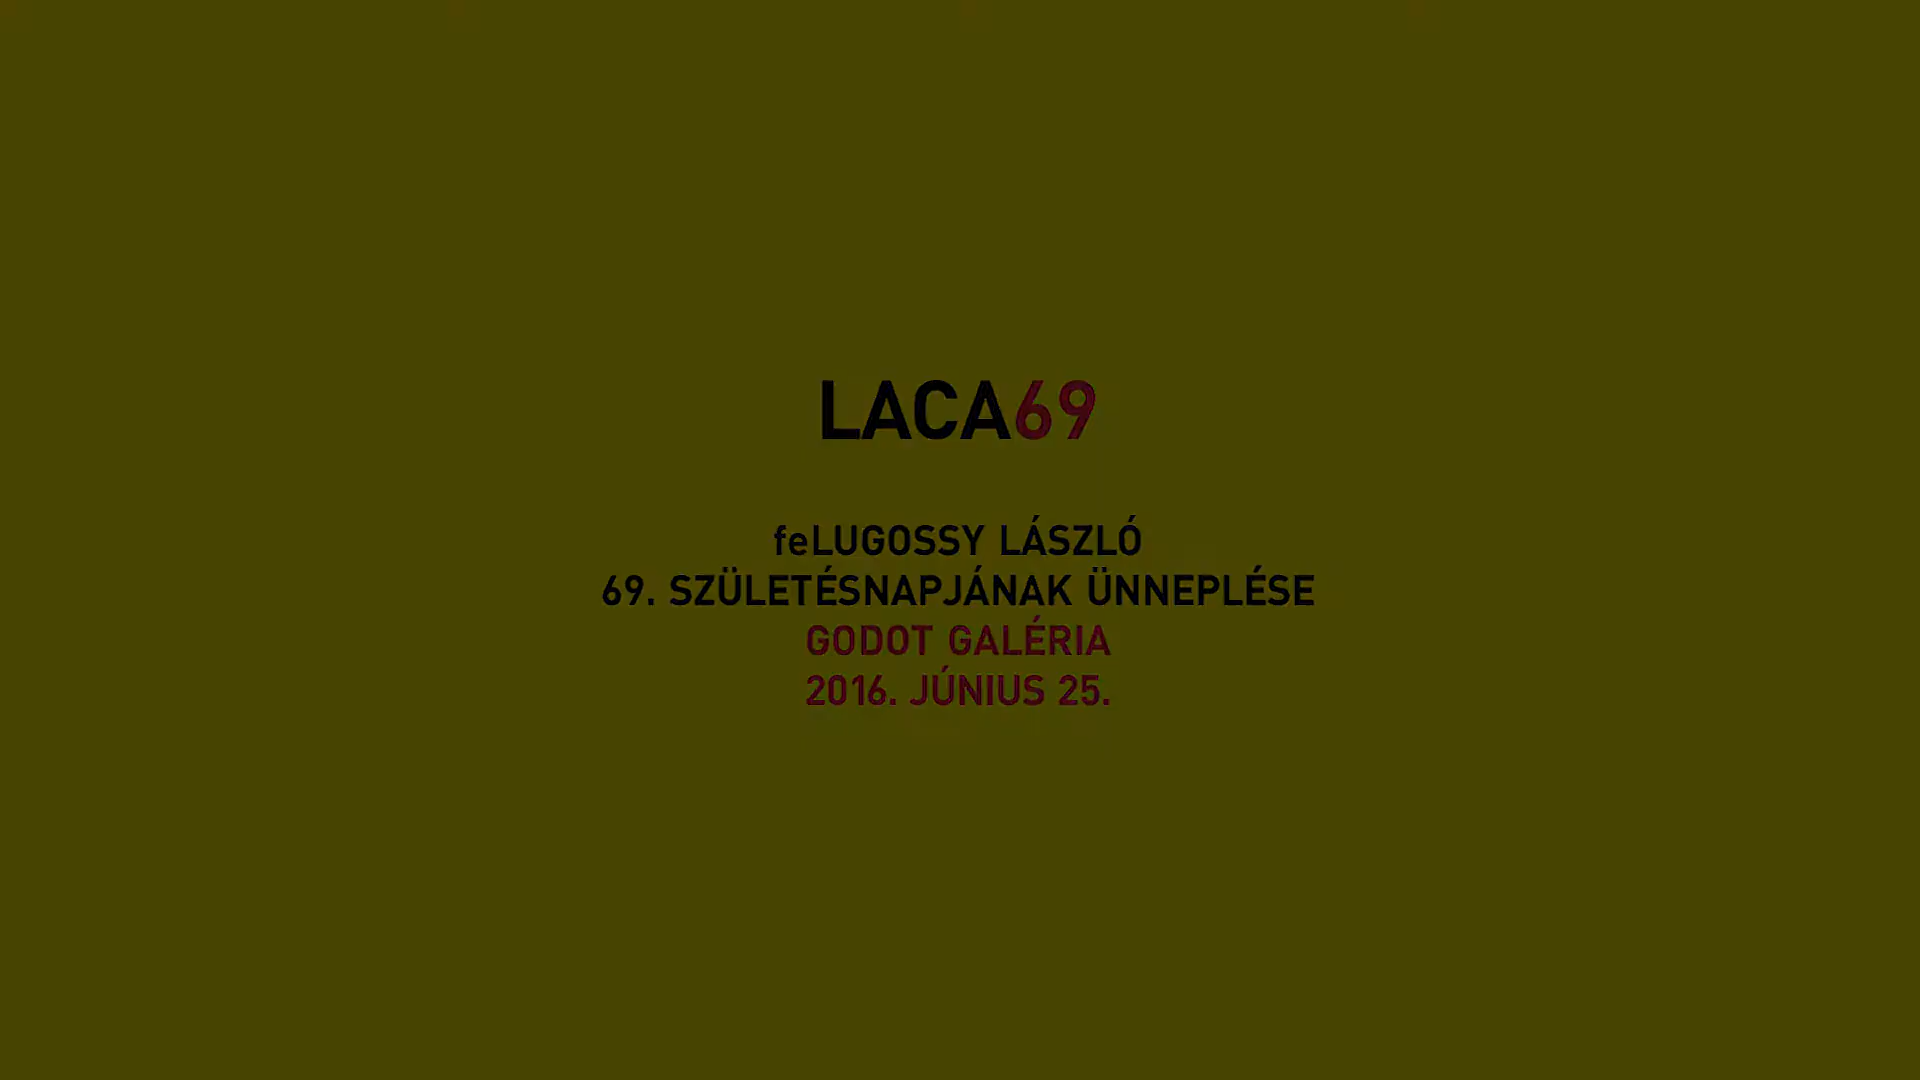 LACA69
feLUGOSSY LÁSZLÓ
69. SZÜLETÉSNAPJÁNAK ÜNNEPLÉSE
GODOT GALÉRIA
2016. JÚNIUS 25.